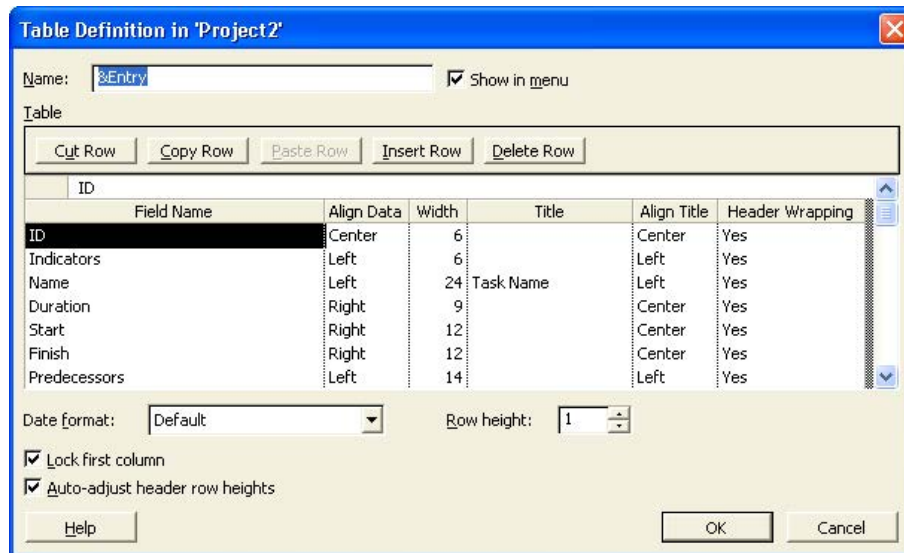 Table Definition in 'Project2'
Name: &Entry Show in menu
Table
Cut Row Copy Row Paste Row Insert Row Delete Row
ID
Field Name Align Data Width Title Align Title Header Wrapping
ID Center 6 Center Yes
Indicators Left 6 Left Yes
Name Left 24 Task Name Left Yes
Duration Right 9 Center Yes
Start Right 12 Center Yes
Finish Right 12 Center Yes
Predecessors Left 14 Left Yes
Date format: Default Row height: 1
Lock first column
Auto-adjust header row heights
Help OK Cancel